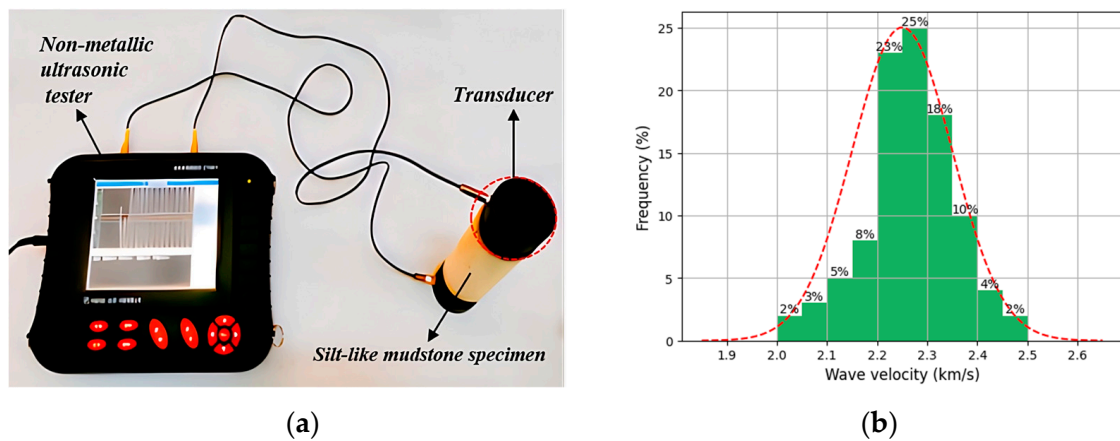 Non-metallic
ultrasonic
tester
Transducer
Silt-like mudstone specimen
(a)
Frequency (%)
25
20
15
10
5
0
2%
3%
5%
8%
23%
25%
18%
10%
4%
2%
1.9
2.0
2.1
2.2
2.3
2.4
2.5
2.6
Wave velocity (km/s)
(b)